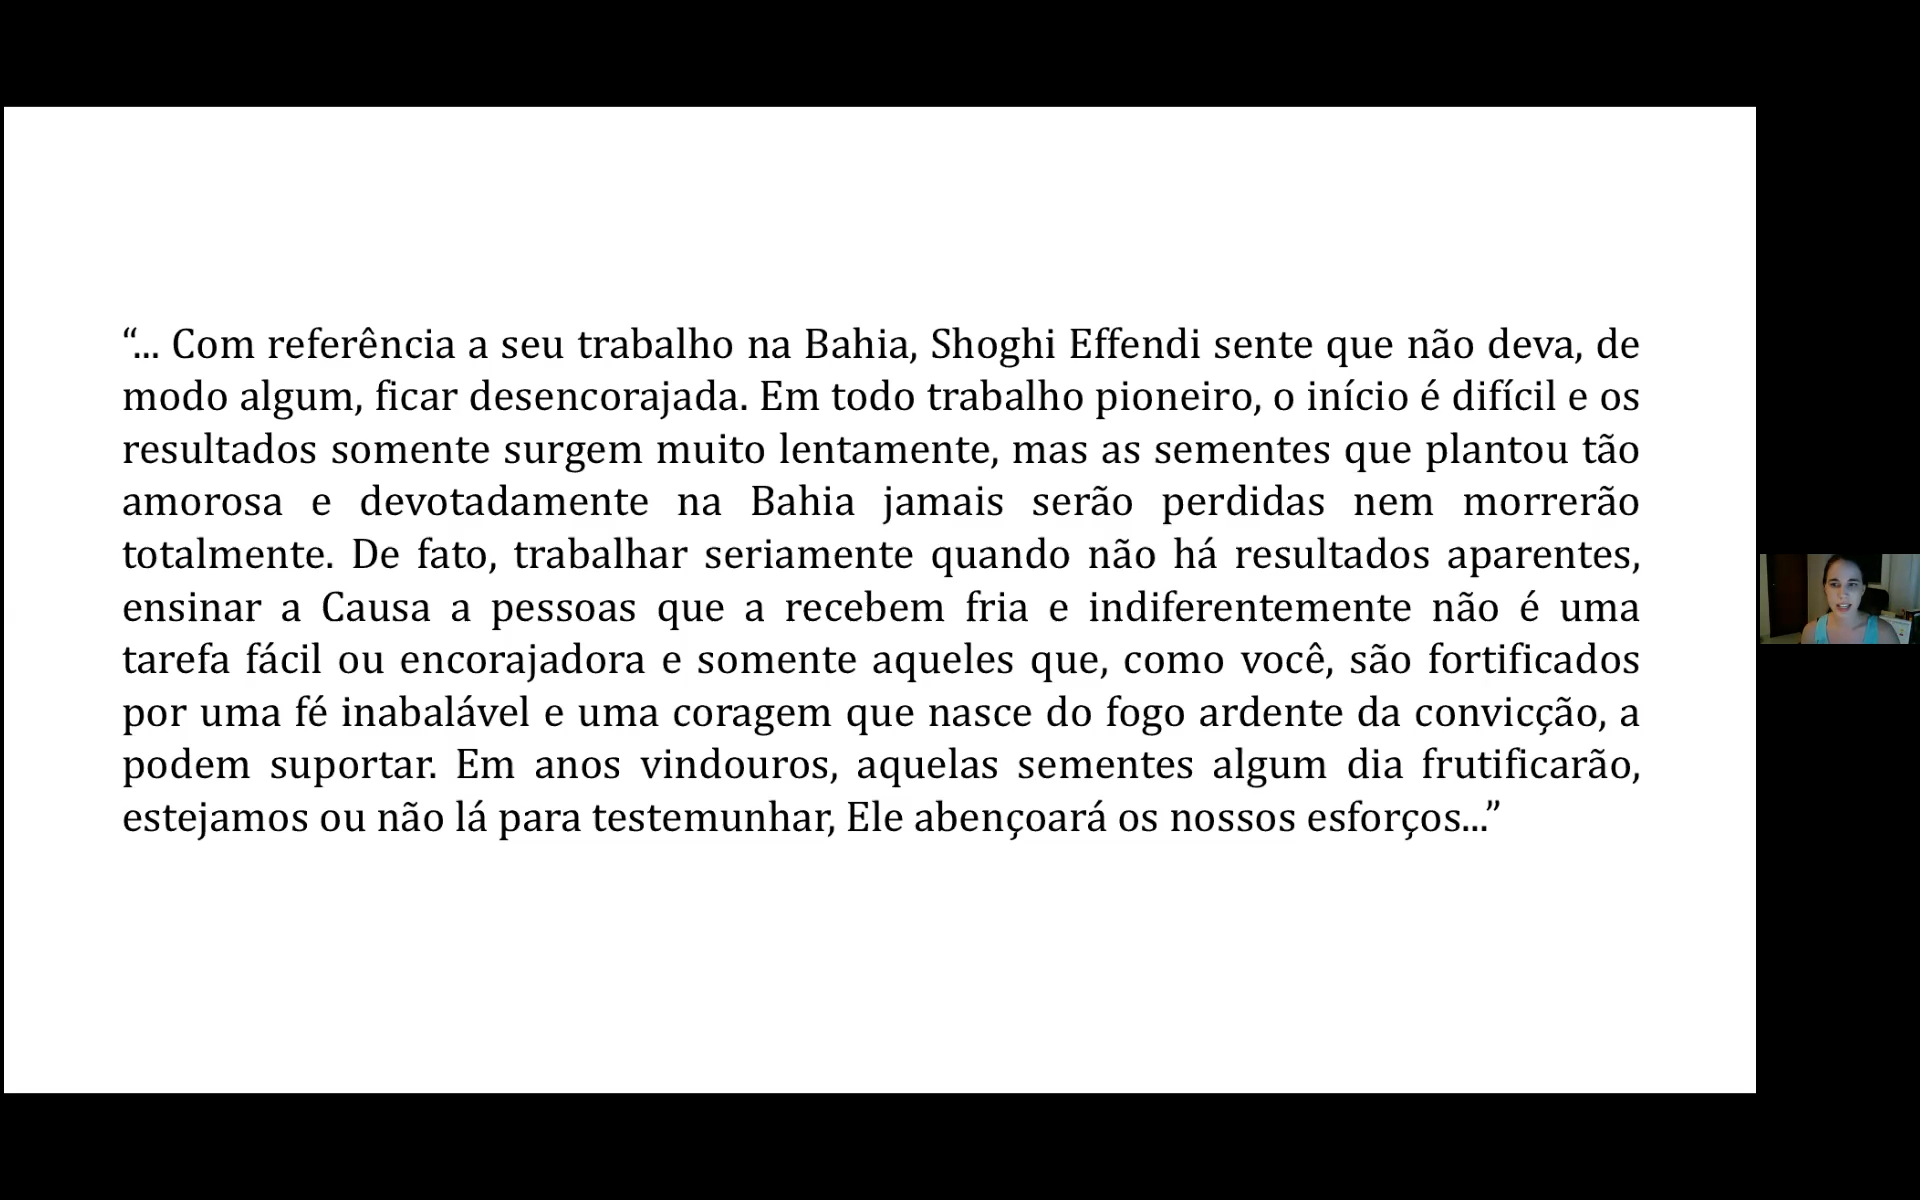 “... Com referência a seu trabalho na Bahia, Shoghi Effendi sente que não deva, de
modo algum, ficar desencorajada. Em todo trabalho pioneiro, o início é difícil e os
resultados somente surgem muito lentamente, mas as sementes que plantou tão
amorosa e devotadamente na Bahia jamais serão perdidas nem morrerão
totalmente. De fato, trabalhar seriamente quando não há resultados aparentes,
ensinar a Causa a pessoas que a recebem fria e indiferentemente não é uma
tarefa fácil ou encorajadora e somente aqueles que, como você, são fortificados
por uma fé inabalável e uma coragem que nasce do fogo ardente da convicção, a
podem suportar. Em anos vindouros, aquelas sementes algum dia frutificarão,
estejamos ou não lá para testemunhar, Ele abençoará os nossos esforços...”